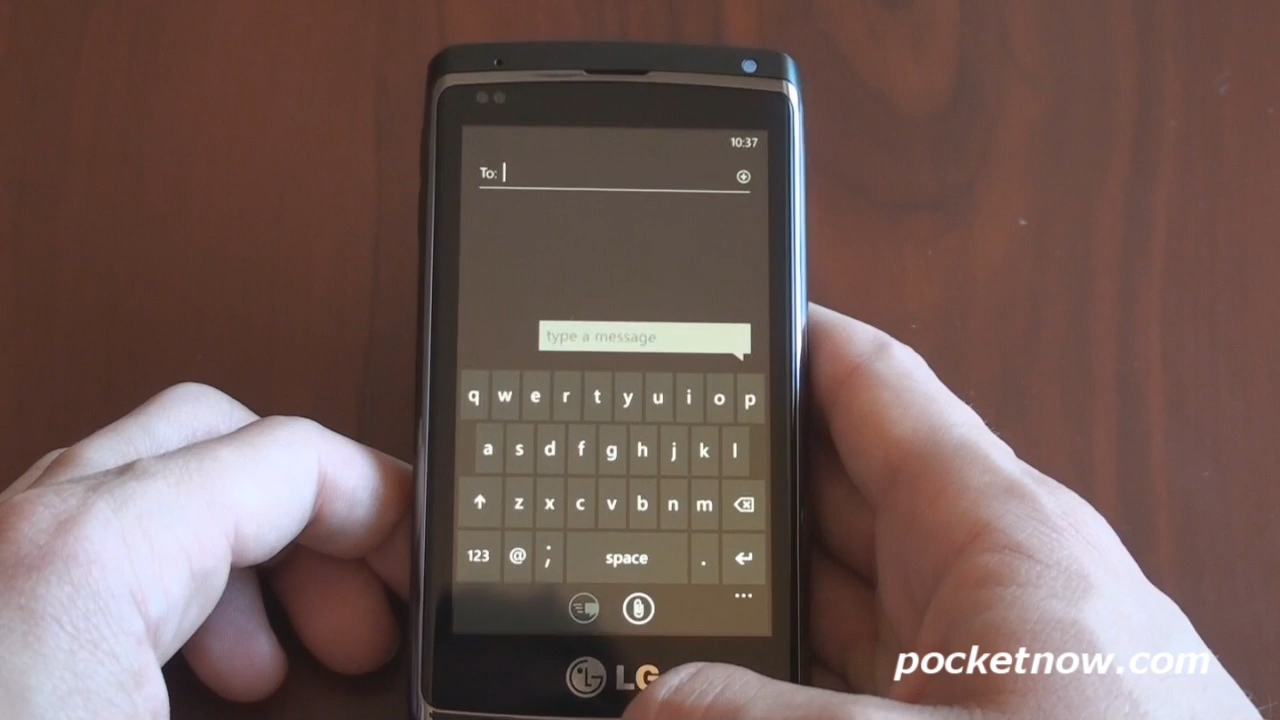 10:37
To:
type a message
q w e r t y u i o p
a s d f g h j k l
z x c v b n m
123 @ ; space .
LG
pocketnow.com